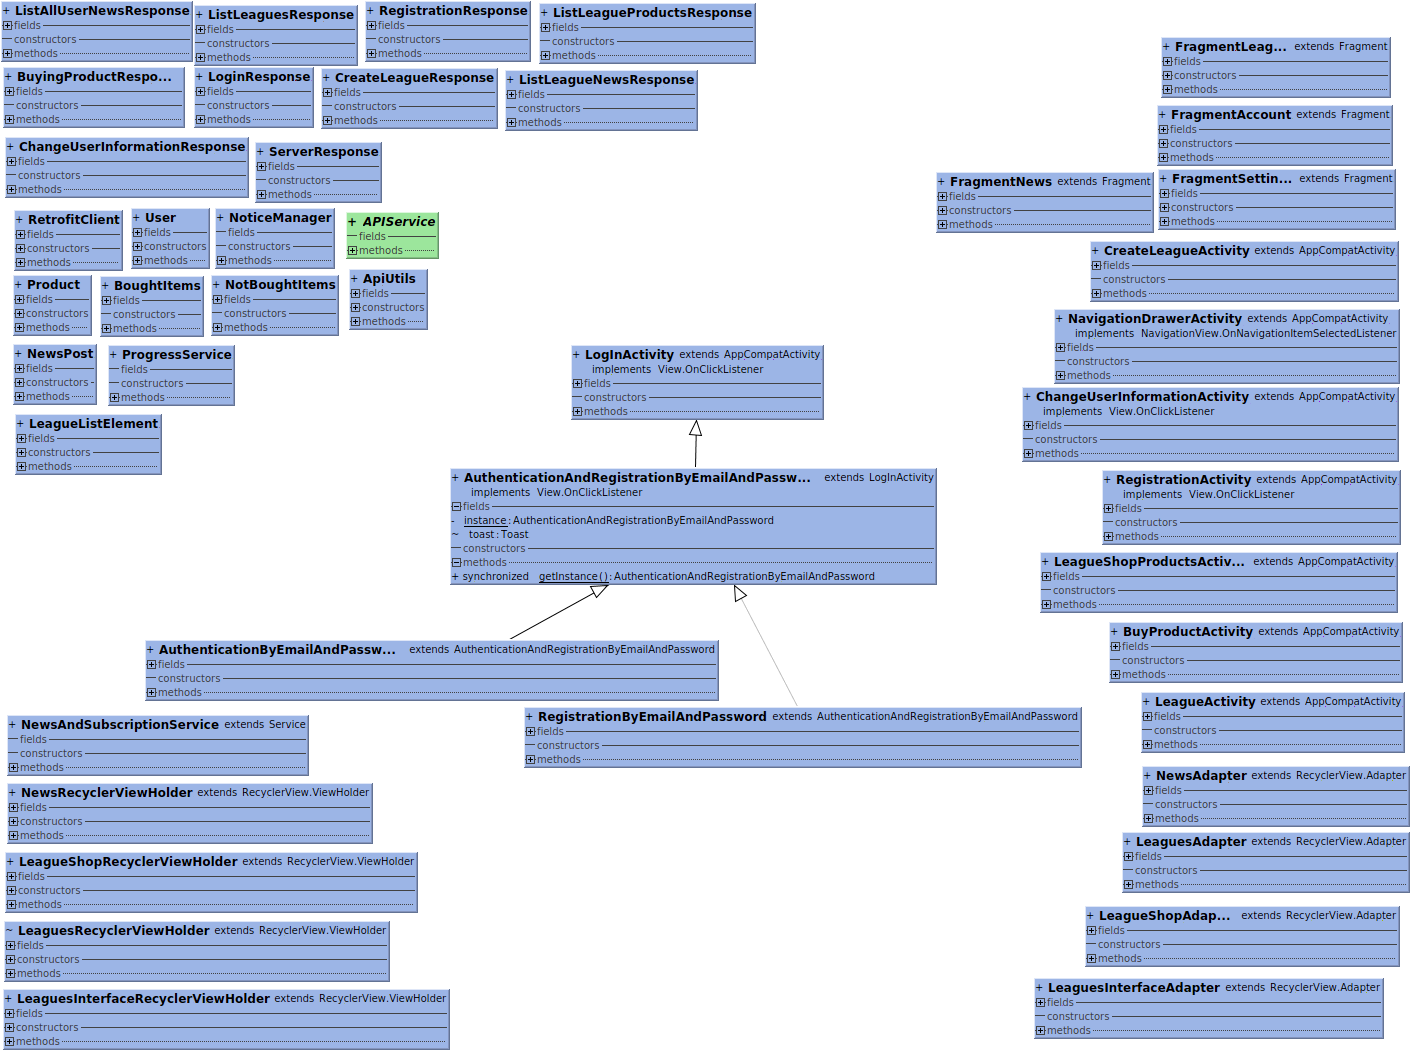 + ListAllUserNewsResponse
fields
constructors
methods
+ ListLeaguesResponse
fields
constructors
methods
+ RegistrationResponse
fields
constructors
methods
+ ListLeagueProductsResponse
fields
constructors
methods
+ BuyingProductRespo...
fields
constructors
methods
+ LoginResponse
fields
constructors
methods
+ CreateLeagueResponse
fields
constructors
methods
+ ListLeagueNewsResponse
fields
constructors
methods
+ ChangeUserInformationResponse
fields
constructors
methods
+ ServerResponse
fields
constructors
methods
+ RetrofitClient
fields
constructors
methods
+ User
fields
constructors
methods
+ NoticeManager
fields
constructors
methods
+ APIService
fields
methods
+ Product
fields
constructors
methods
+ BoughtItems
fields
constructors
methods
+ NotBoughtItems
fields
constructors
methods
+ ApiUtils
fields
constructors
methods
+ NewsPost
fields
constructors
methods
+ ProgressService
fields
constructors
methods
+ LeagueListElement
fields
constructors
methods
+ LogInActivity extends AppCompatActivity
implements View.OnClickListener
fields
constructors
methods
+ AuthenticationAndRegistrationByEmailAndPassw... extends LogInActivity
implements View.OnClickListener
fields
- instance : AuthenticationAndRegistrationByEmailAndPassword
~ toast : Toast
constructors
methods
+ synchronized getInstance () : AuthenticationAndRegistrationByEmailAndPassword
+ AuthenticationByEmailAndPassw... extends AuthenticationAndRegistrationByEmailAndPassword
fields
constructors
methods
+ RegistrationByEmailAndPassword extends AuthenticationAndRegistrationByEmailAndPassword
fields
constructors
methods
+ NewsAndSubscriptionService extends Service
fields
constructors
methods
+ NewsRecyclerViewHolder extends RecyclerView.ViewHolder
fields
constructors
methods
+ LeagueShopRecyclerViewHolder extends RecyclerView.ViewHolder
fields
constructors
methods
~ LeaguesRecyclerViewHolder extends RecyclerView.ViewHolder
fields
constructors
methods
+ LeaguesInterfaceRecyclerViewHolder extends RecyclerView.ViewHolder
fields
constructors
methods
+ FragmentLeag... extends Fragment
fields
constructors
methods
+ FragmentAccount extends Fragment
fields
constructors
methods
+ FragmentNews extends Fragment
fields
constructors
methods
+ FragmentSettin... extends Fragment
fields
constructors
methods
+ CreateLeagueActivity extends AppCompatActivity
fields
constructors
methods
+ NavigationDrawerActivity extends AppCompatActivity
implements NavigationView.OnNavigationItemSelectedListener
fields
constructors
methods
+ ChangeUserInformationActivity extends AppCompatActivity
implements View.OnClickListener
fields
constructors
methods
+ RegistrationActivity extends AppCompatActivity
implements View.OnClickListener
fields
constructors
methods
+ LeagueShopProductsActiv... extends AppCompatActivity
fields
constructors
methods
+ BuyProductActivity extends AppCompatActivity
fields
constructors
methods
+ LeagueActivity extends AppCompatActivity
fields
constructors
methods
+ NewsAdapter extends RecyclerView.Adapter
fields
constructors
methods
+ LeaguesAdapter extends RecyclerView.Adapter
fields
constructors
methods
+ LeagueShopAdap... extends RecyclerView.Adapter
fields
constructors
methods
+ LeaguesInterfaceAdapter extends RecyclerView.Adapter
fields
constructors
methods